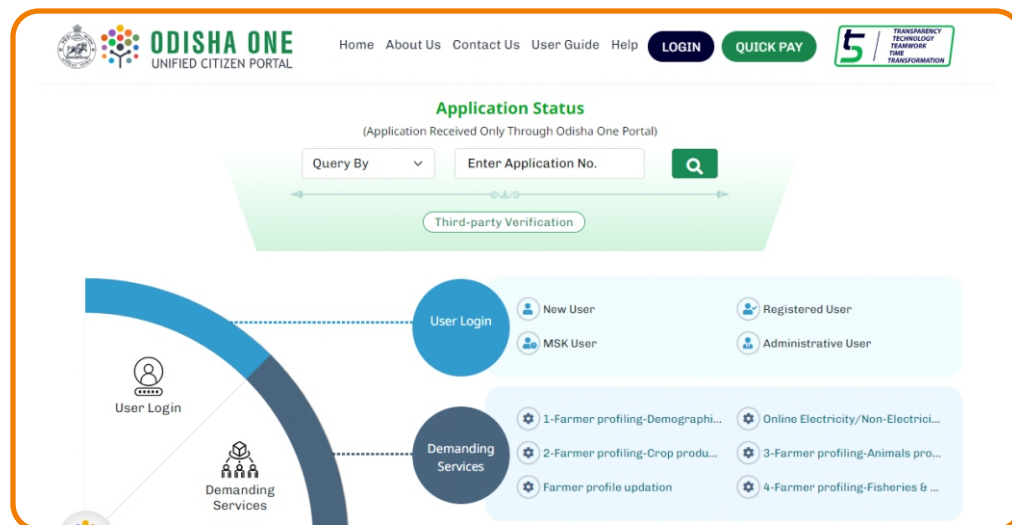 ODISHA ONE
UNIFIED CITIZEN PORTAL
Home About Us Contact Us User Guide Help LOGIN QUICK PAY
5
TRANSPARENCY
TECHNOLOGY
TEAMWORK
TIME
TRANSFORMATION
Application Status
(Application Received Only Through Odisha One Portal)
Query By Enter Application No.
Third-party Verification
User Login
Demanding
Services
User Login
New User Registered User
MSK User Administrative User
Demanding
Services
1-Farmer profiling-Demographi... Online Electricity/Non-Electrici...
2-Farmer profiling-Crop produ... 3-Farmer profiling-Animals pro...
Farmer profile updation 4-Farmer profiling-Fisheries & ...